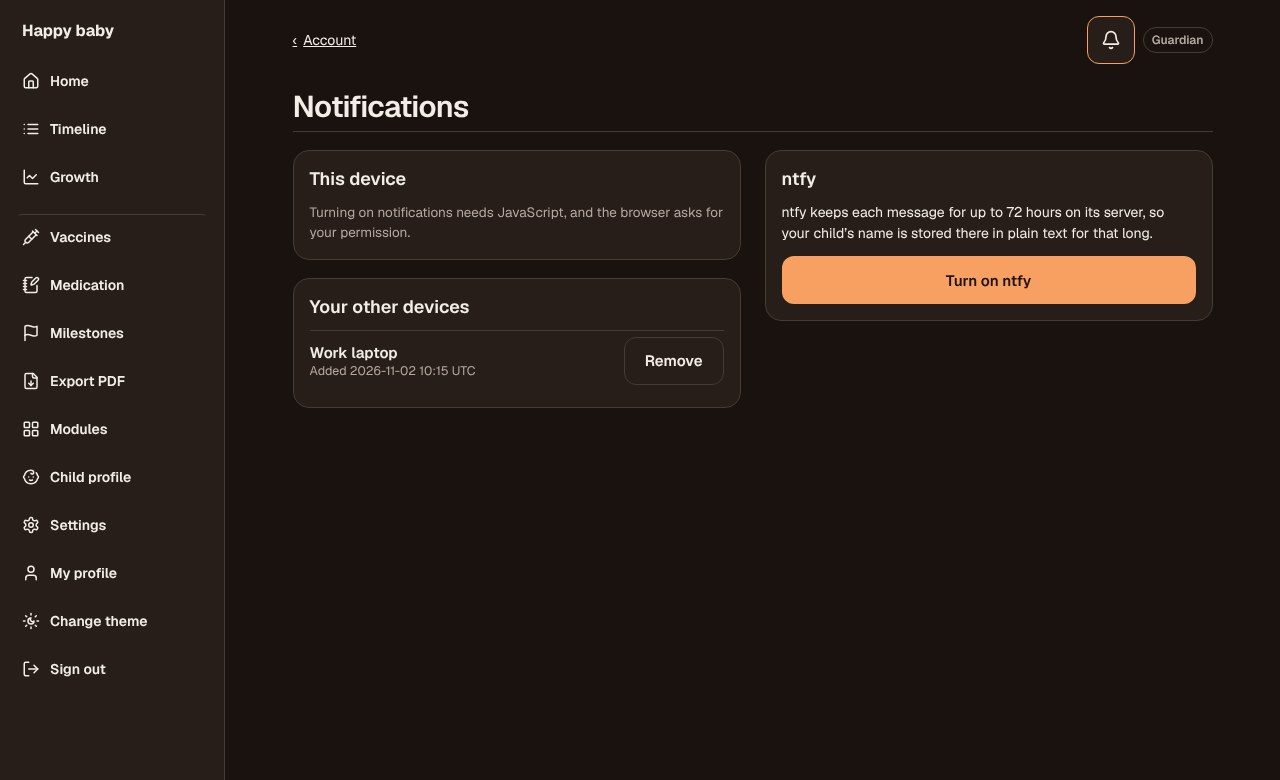 Happy baby
Home
Timeline
Growth
Vaccines
Medication
Milestones
Export PDF
Modules
Child profile
Settings
My profile
Change theme
Sign out
‹ Account
Guardian
Notifications
This device
Turning on notifications needs JavaScript, and the browser asks for
your permission.
Your other devices
Work laptop
Added 2026-11-02 10:15 UTC
Remove
ntfy
ntfy keeps each message for up to 72 hours on its server, so
your child's name is stored there in plain text for that long.
Turn on ntfy